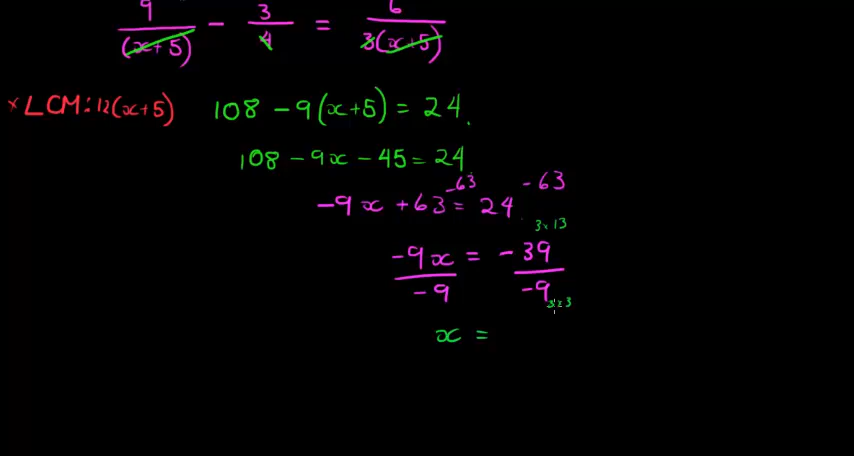 9/(x+5) - 3/4 = 6/3(x+5)
×LCM:12(x+5) 108 - 9(x+5) = 24.
108 - 9x - 45 = 24
-9x + 63 -63 = 24 -63
3×13
-9x/-9 = -39/-9
3×3
x =